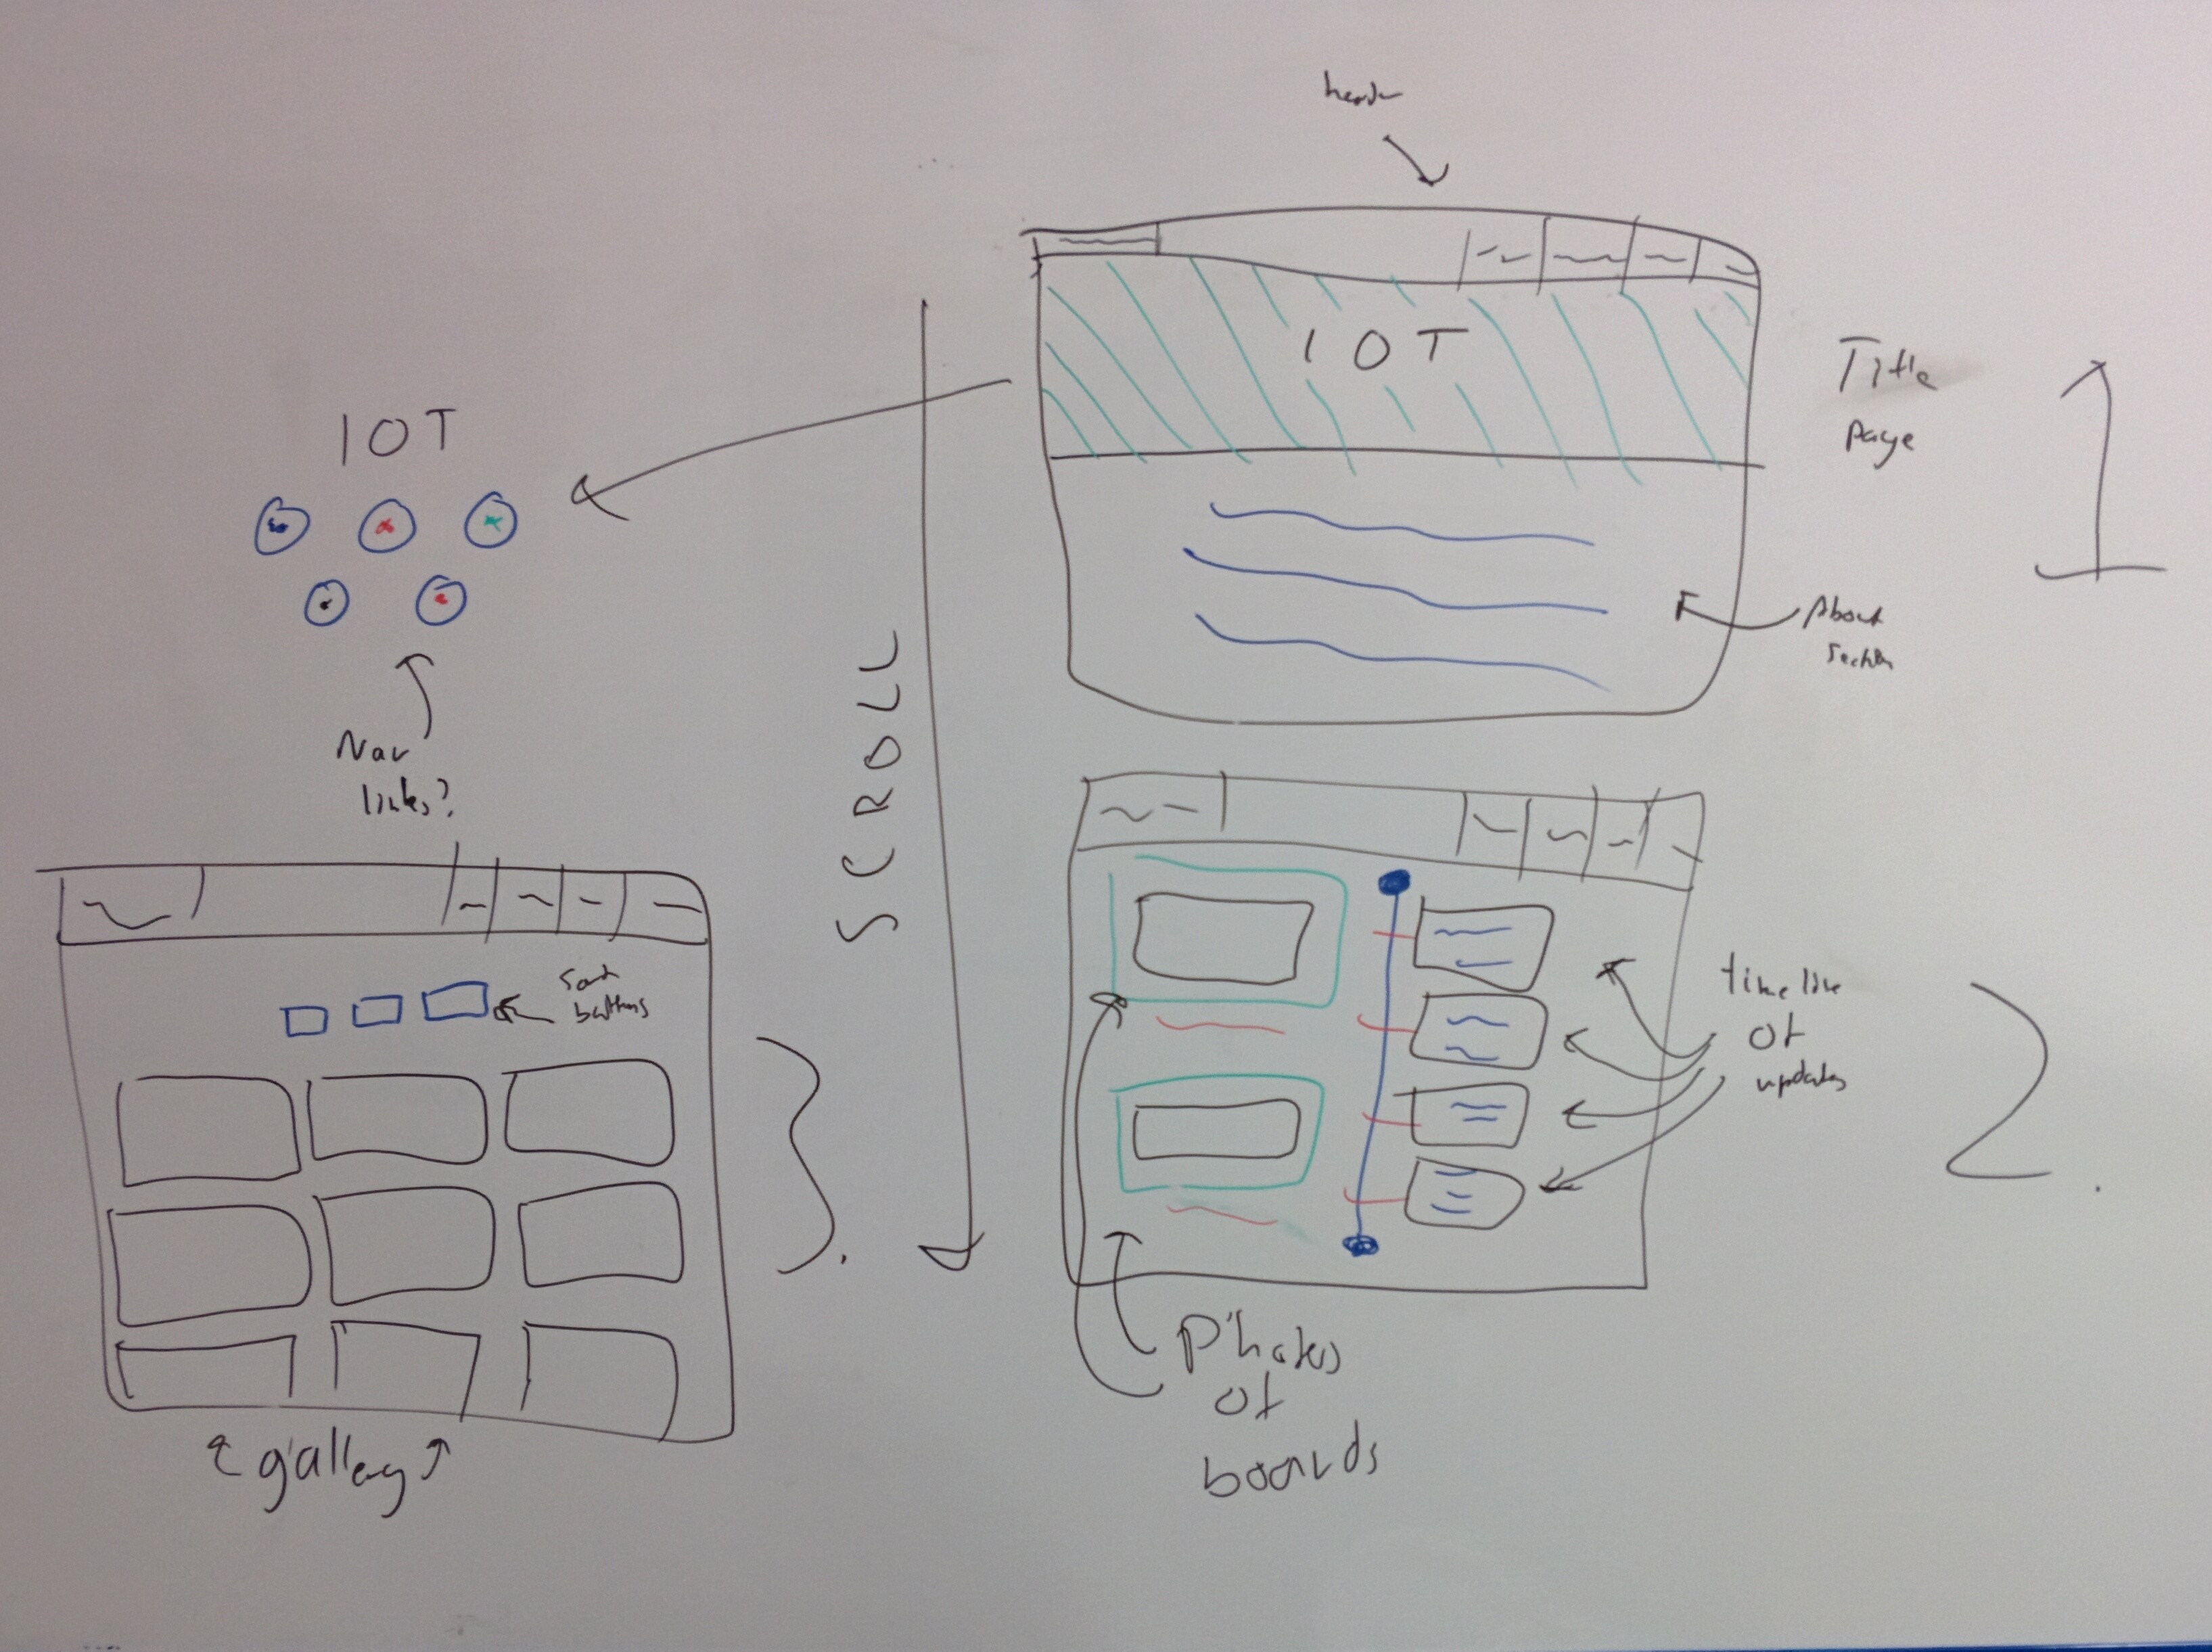 header
IOT
Title
page
1
About
section
IOT
Nav
links?
SCROLL
timeline
of
updates
2.
Photos
of
boards
sort
buttons
3.
gallery